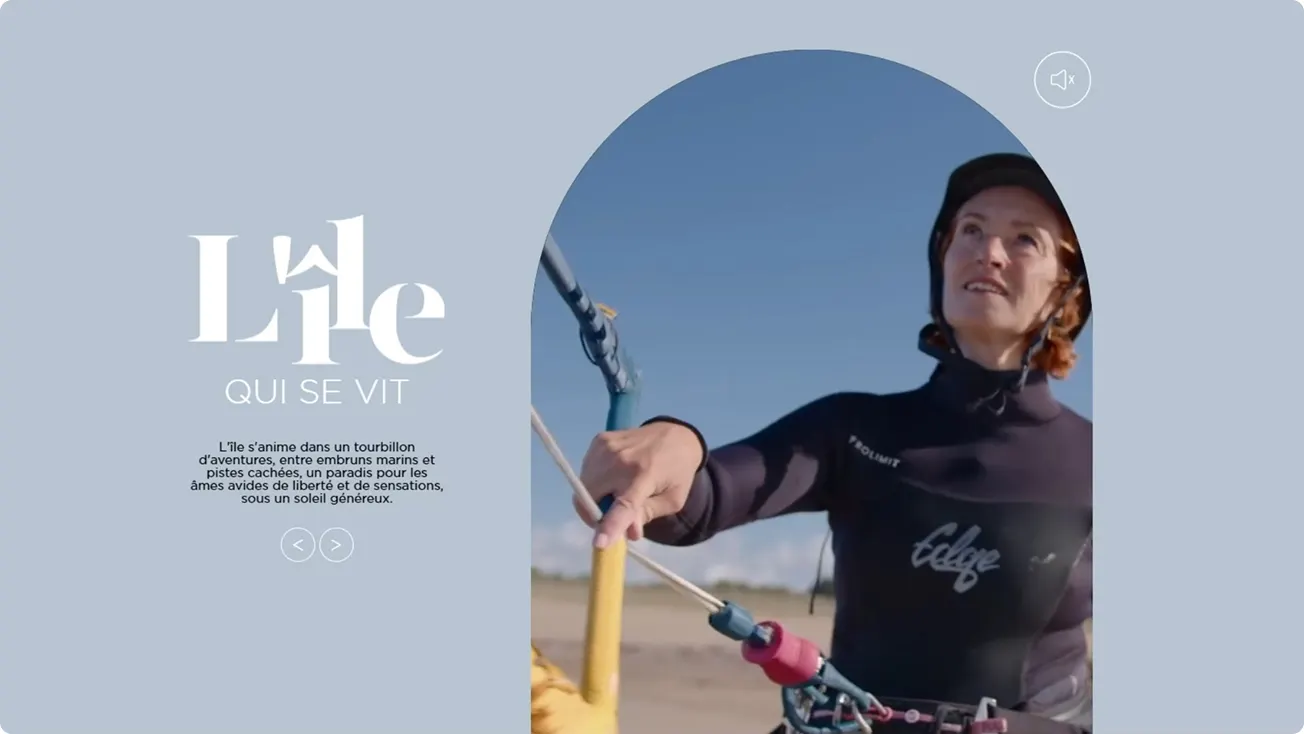 L'île
QUI SE VIT
L'île s'anime dans un tourbillon
d'aventures, entre embruns marins et
pistes cachées, un paradis pour les
âmes avides de liberté et de sensations,
sous un soleil généreux.
< >
PROLIMIT
Edge